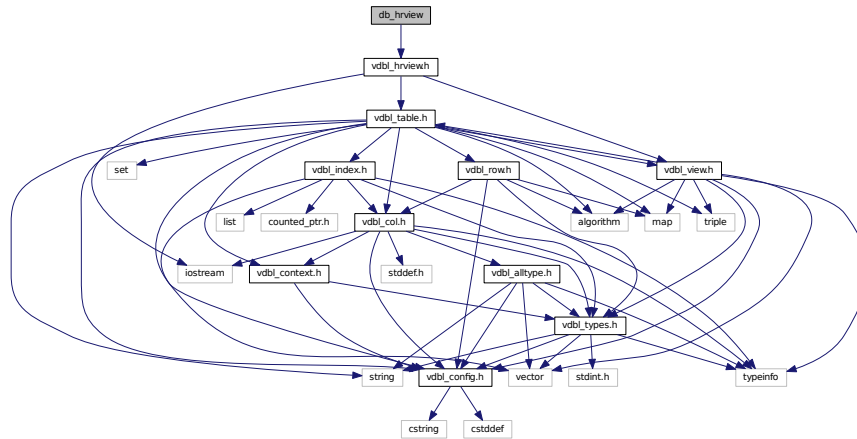 db_hrview
vdbl_hrview.h
vdbl_table.h
set
vdbl_index.h
vdbl_row.h
vdbl_view.h
list
counted_ptr.h
vdbl_col.h
algorithm
map
triple
iostream
vdbl_context.h
stddef.h
vdbl_alltype.h
vdbl_types.h
string
vdbl_config.h
vector
stdint.h
typeinfo
cstring
cstddef